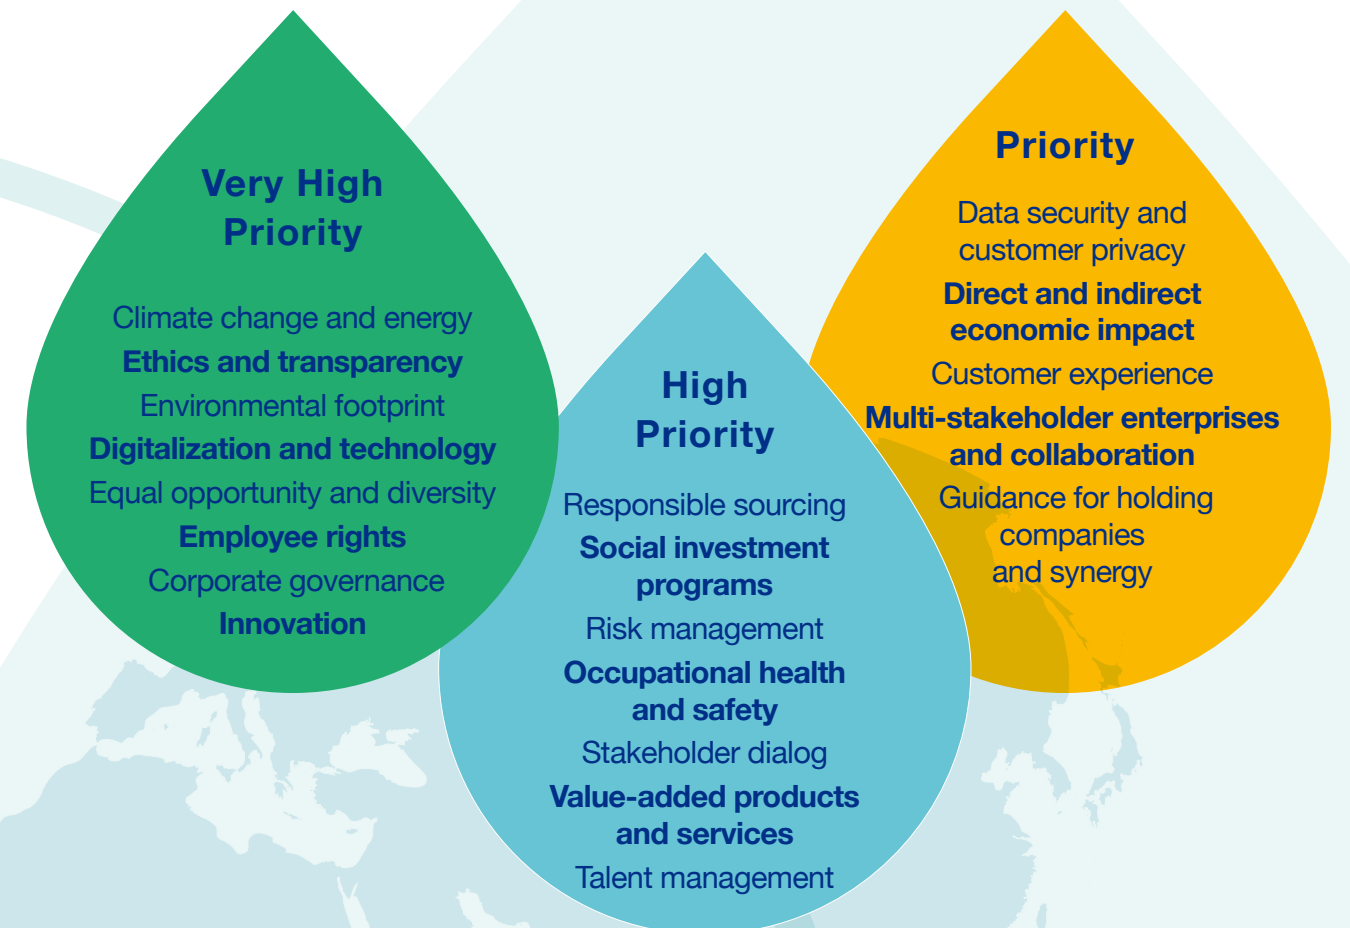 Very High
Priority
Climate change and energy
Ethics and transparency
Environmental footprint
Digitalization and technology
Equal opportunity and diversity
Employee rights
Corporate governance
Innovation
High
Priority
Responsible sourcing
Social investment
programs
Risk management
Occupational health
and safety
Stakeholder dialog
Value-added products
and services
Talent management
Priority
Data security and
customer privacy
Direct and indirect
economic impact
Customer experience
Multi-stakeholder enterprises
and collaboration
Guidance for holding
companies
and synergy